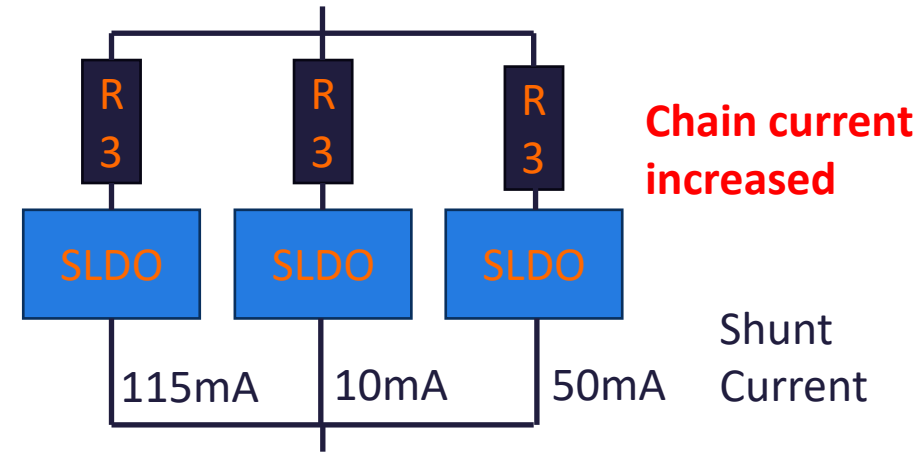 R
3
R
3
R
3
Chain current
increased
SLDO
SLDO
SLDO
115mA
10mA
50mA
Shunt
Current